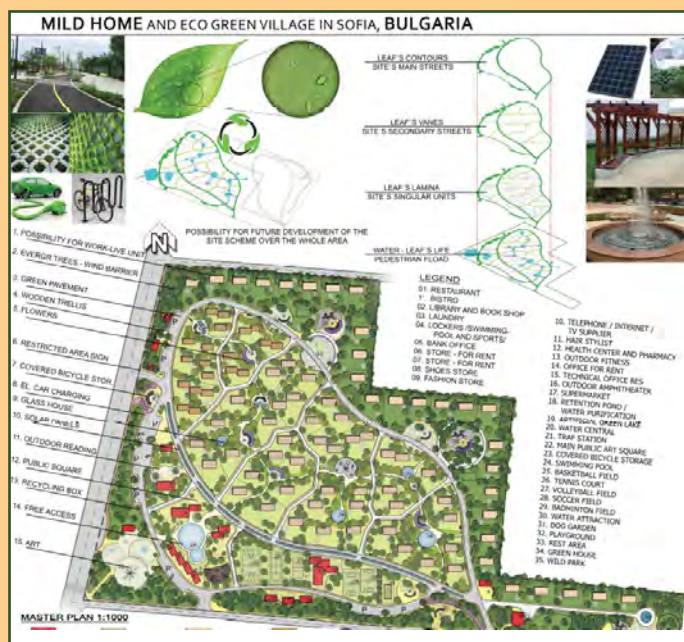 MILD HOME AND ECO GREEN VILLAGE IN SOFIA, BULGARIA
LEAF'S CONTOURS
SITE'S MAIN STREETS
LEAF'S VANES
SITE'S SECONDARY STREETS
LEAF'S LAMINA
SITE'S SINGULAR UNITS
WATER - LEAF'S LIFE
PEDESTRIAN FLOAD
POSSIBILITY FOR FUTURE DEVELOPMENT OF THE
SITE SCHEME OVER THE WHOLE AREA
N
1. POSSIBILITY FOR WORK-LIVE UNIT
2. EVERGR TREES - WIND BARRIER
3. GREEN PAVEMENT
4. WOODEN TRELLIS
5. FLOWERS
6. RESTRICTED AREA SIGN
7. COVERED BICYCLE STOR.
8. EL. CAR CHARGING
9. GLASS HOUSE
10. SOLAR PANELS
11. OUTDOOR READING
12. PUBLIC SQUARE
13. RECYCLING BOX
14. FREE ACCESS
15. ART
LEGEND
01. RESTAURANT
1'. BISTRO
02. LIBRARY AND BOOK SHOP
03. LAUNDRY
04. LOCKERS /SWIMMING-
POOL AND SPORTS/
05. BANK OFFICE
06. STORE - FOR RENT
07. STORE - FOR RENT
08. SHOES STORE
09. FASHION STORE
10. TELEPHONE / INTERNET /
TV SUPPLIER
11. HAIR STYLIST
12. HEALTH CENTER AND PHARMACY
13. OUTDOOR FITNESS
14. OFFICE FOR RENT
15. TECHNICAL OFFICE RES
16. OUTDOOR AMPHITHEATER
17. SUPERMARKET
18. RETENTION POND /
WATER PURIFICATION
19. ARTIFICIAL GREEN LAKE
20. WATER CENTRAL
21. TRAP STATION
22. MAIN PUBLIC ART SQUARE
23. COVERED BICYCLE STORAGE
24. SWIMMING POOL
25. BASKETBALL FIELD
26. TENNIS COURT
27. VOLLEYBALL FIELD
28. SOCCER FIELD
29. BADMINTON FIELD
30. WATER ATTRACTION
31. DOG GARDEN
32. PLAYGROUND
33. REST AREA
34. GREEN HOUSE
35. WILD PARK
MASTER PLAN 1:1000